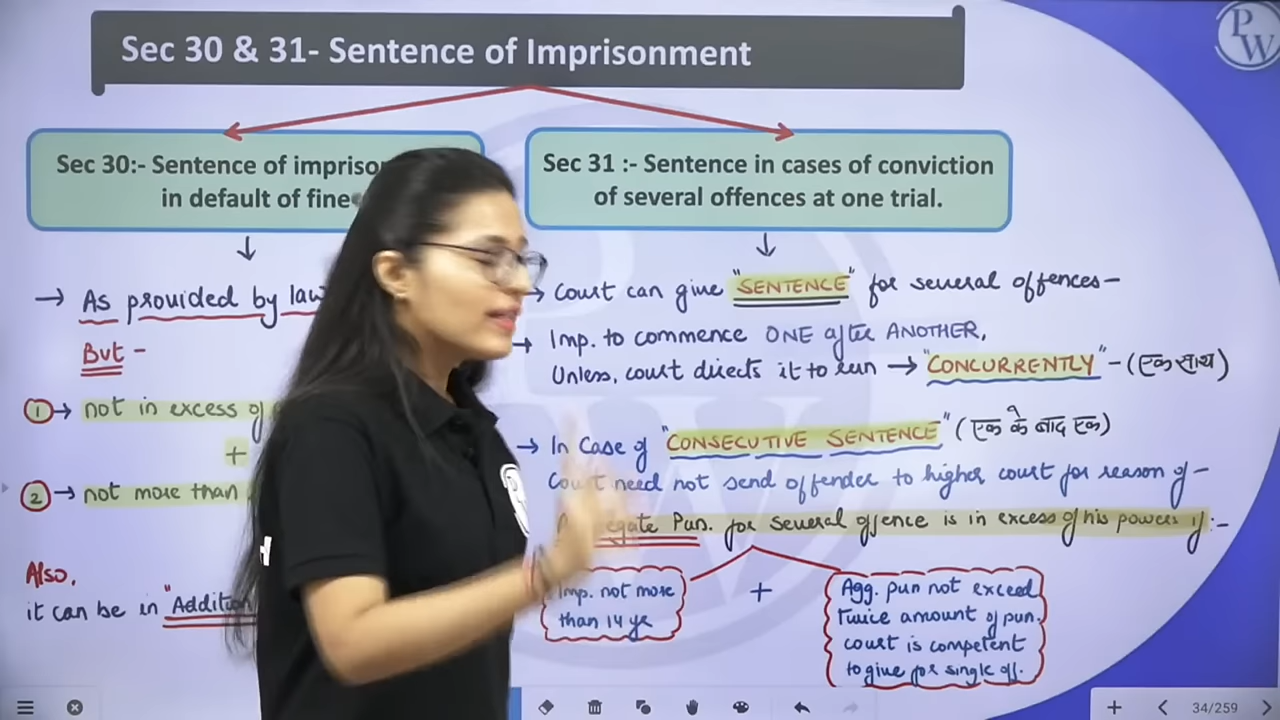 Sec 30 & 31- Sentence of Imprisonment
PW
Sec 30:- Sentence of
in default of fine
Sec 31 :- Sentence in cases of conviction
of several offences at one trial.
→ As provided by law
But -
① → not in excess of
+
② → not more than
Also,
it can be in
→ Court can give "SENTENCE" for several offences-
→ Imp. to commence ONE after ANOTHER,
Unless, court directs it to run → "CONCURRENTLY" - (एक साथ)
→ In Case of "CONSECUTIVE SENTENCE" (एक के बाद एक)
Court need not send offender to higher court for reason of-
Pun. for several offence is in excess of his powers if:-
Imp. not more
than 14 yr
+
Agg. pun not exceed
twice amount of pun.
court is competent
to give for single off.
34/259